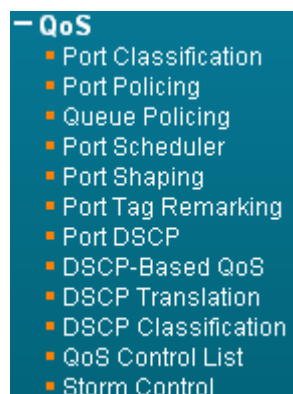 QoS
Port Classification
Port Policing
Queue Policing
Port Scheduler
Port Shaping
Port Tag Remarking
Port DSCP
DSCP-Based QoS
DSCP Translation
DSCP Classification
QoS Control List
Storm Control